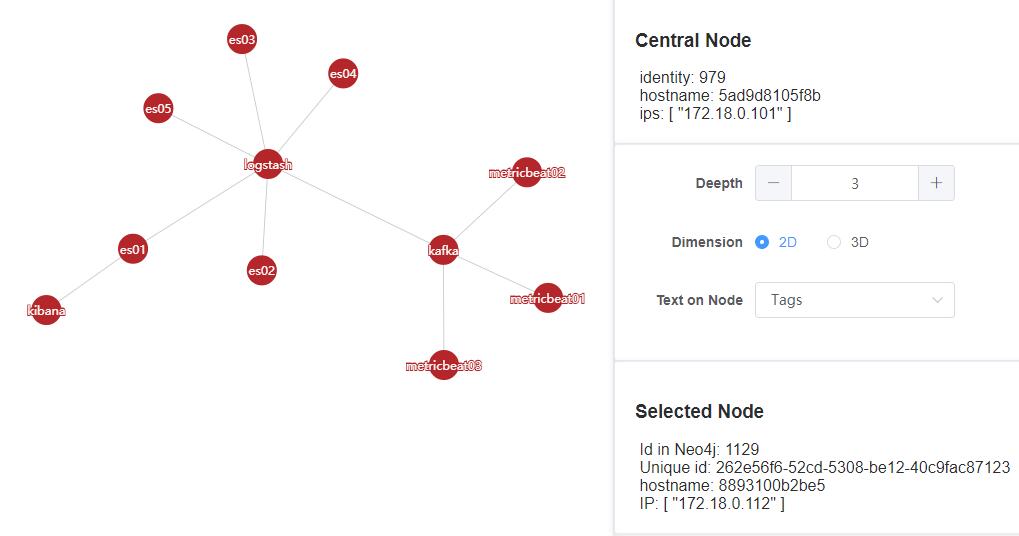 es03
es04
es05
logstash
metricbeat02
es01
kafka
es02
metricbeat01
kibana
metricbeat03
Central Node
identity: 979
hostname: 5ad9d8105f8b
ips: [ "172.18.0.101" ]
Deepth − 3 +
Dimension 2D 3D
Text on Node Tags
Selected Node
Id in Neo4j: 1129
Unique id: 262e56f6-52cd-5308-be12-40c9fac87123
hostname: 8893100b2be5
IP: [ "172.18.0.112" ]